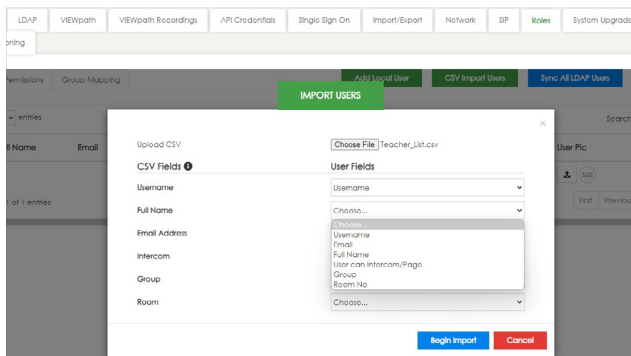 LDAP VIEWpath VIEWpath Recordings API Credentials Single Sign On Import/Export Network SIP Roles System Upgrade
oning
Permissions Group Mapping Add Local User CSV Import Users Sync All LDAP Users
IMPORT USERS
entries Search
×
ll Name Email User Pic
Upload CSV Choose File Teacher_List.csv
CSV Fields User Fields
Username Username
Full Name Choose...
Choose...
Username
Email
Full Name
User can Intercom/Page
Group
Room No
Email Address
Intercom
Group
Room Choose...
1 of 1 entries First Previou
Begin Import Cancel